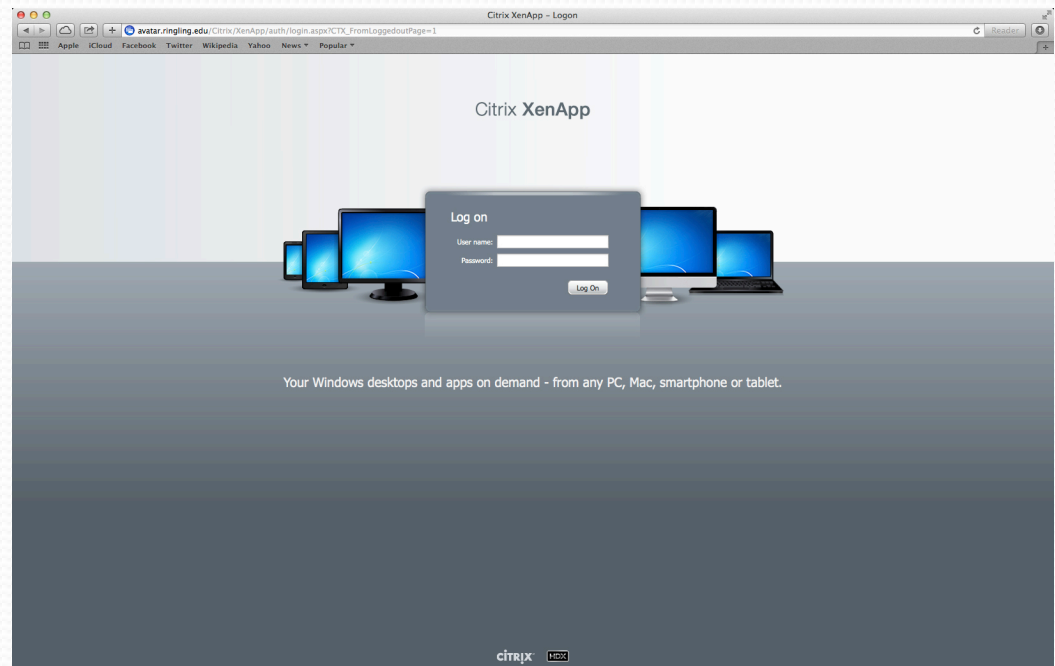 Citrix XenApp – Logon
avatar.ringling.edu/Citrix/XenApp/auth/login.aspx?CTX_FromLoggedoutPage=1
Reader
Apple iCloud Facebook Twitter Wikipedia Yahoo News Popular
Citrix XenApp
Log on
User name:
Password:
Log On
Your Windows desktops and apps on demand - from any PC, Mac, smartphone or tablet.
CITRIX HDX